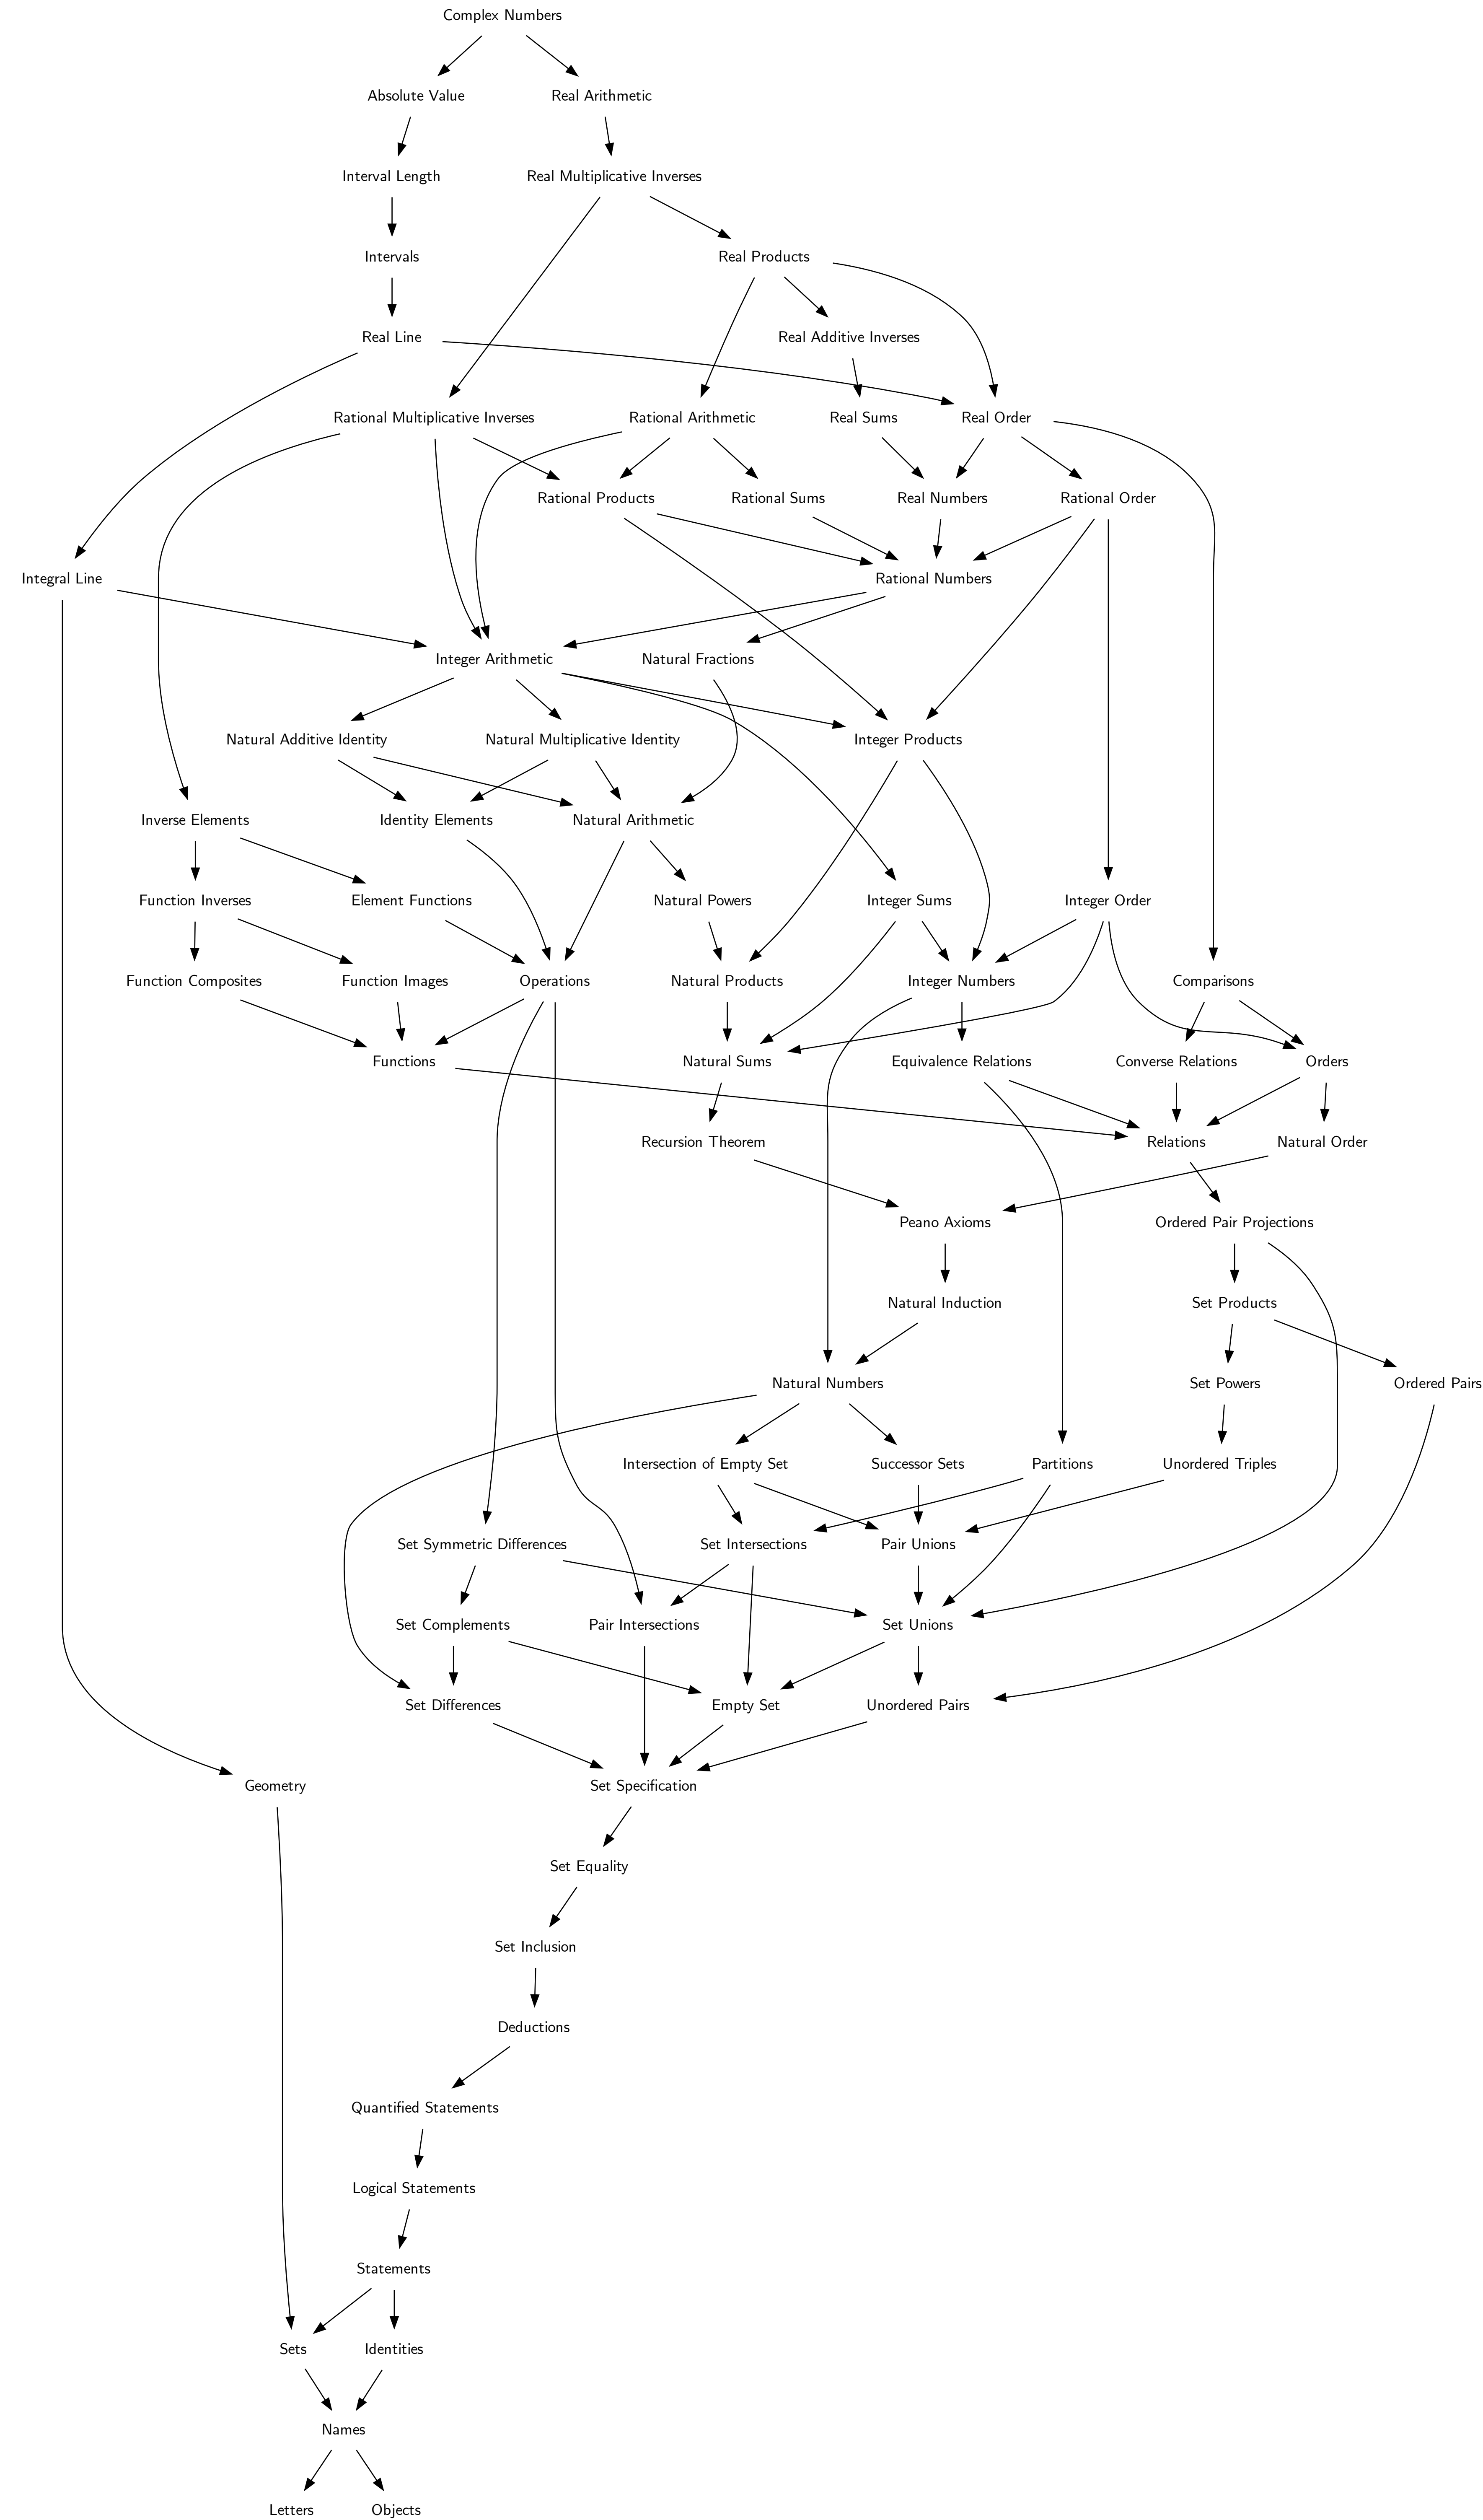 Complex Numbers
Absolute Value
Real Arithmetic
Interval Length
Real Multiplicative Inverses
Intervals
Real Products
Real Line
Real Additive Inverses
Rational Multiplicative Inverses
Rational Arithmetic
Real Sums
Real Order
Rational Products
Rational Sums
Real Numbers
Rational Order
Integral Line
Rational Numbers
Integer Arithmetic
Natural Fractions
Natural Additive Identity
Natural Multiplicative Identity
Integer Products
Inverse Elements
Identity Elements
Natural Arithmetic
Function Inverses
Element Functions
Natural Powers
Integer Sums
Integer Order
Function Composites
Function Images
Operations
Natural Products
Integer Numbers
Comparisons
Functions
Natural Sums
Equivalence Relations
Converse Relations
Orders
Recursion Theorem
Relations
Natural Order
Peano Axioms
Ordered Pair Projections
Natural Induction
Set Products
Natural Numbers
Set Powers
Ordered Pairs
Intersection of Empty Set
Successor Sets
Partitions
Unordered Triples
Set Symmetric Differences
Set Intersections
Pair Unions
Set Complements
Pair Intersections
Set Unions
Set Differences
Empty Set
Unordered Pairs
Geometry
Set Specification
Set Equality
Set Inclusion
Deductions
Quantified Statements
Logical Statements
Statements
Sets
Identities
Names
Letters
Objects